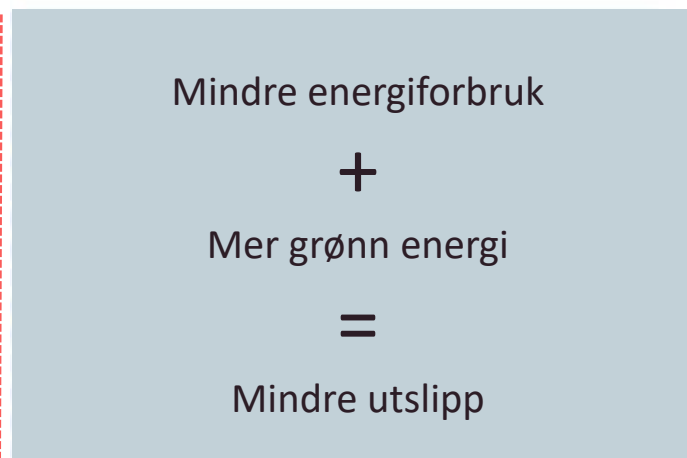 Mindre energiforbruk
+
Mer grønn energi
=
Mindre utslipp